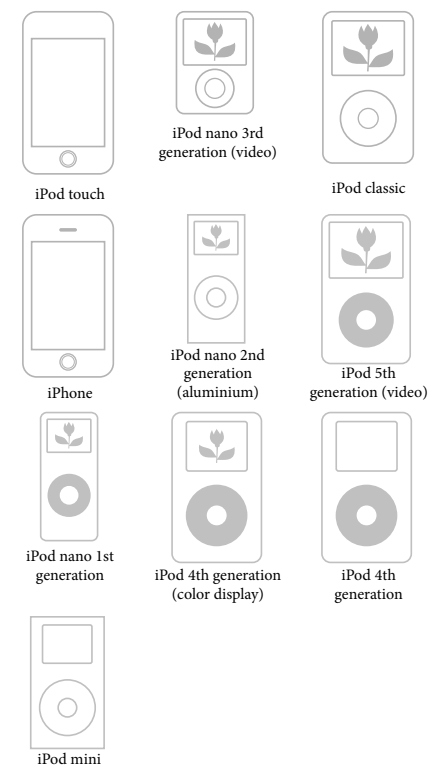 iPod touch
iPod nano 3rd
generation (video)
iPod classic
iPhone
iPod nano 2nd
generation
(aluminium)
iPod 5th
generation (video)
iPod nano 1st
generation
iPod 4th generation
(color display)
iPod 4th
generation
iPod mini